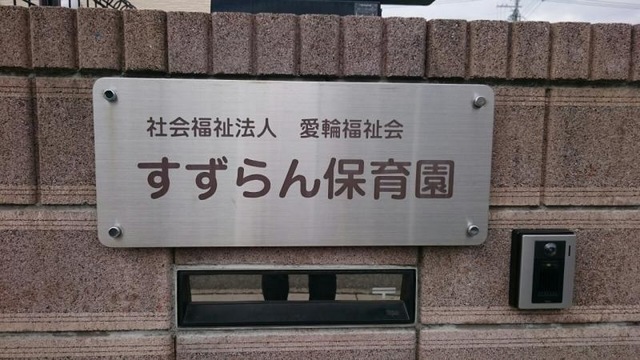 社会福祉法人　愛輪福祉会
すずらん保育園